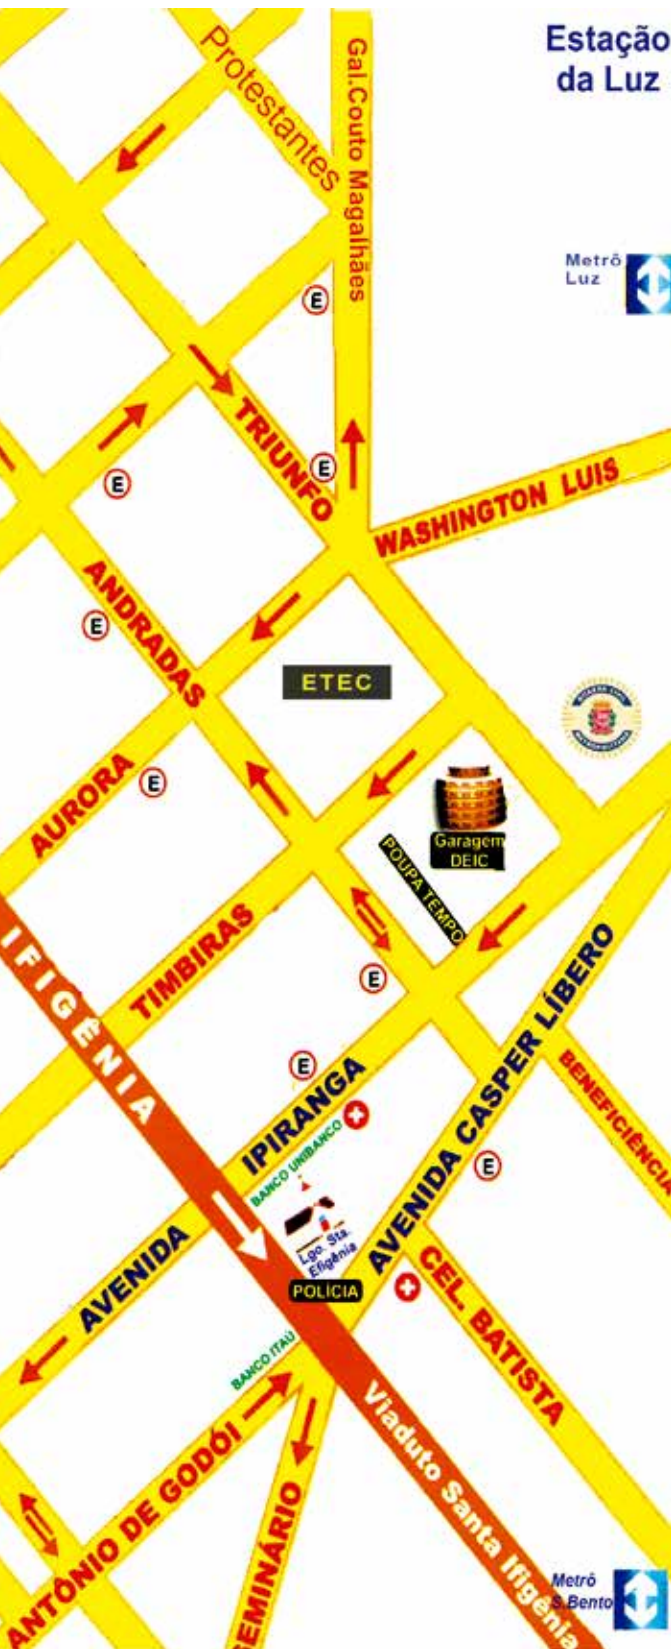 Estação
da Luz
Protestantes
Gal.Couto Magalhães
Metrô
Luz
E
TRIUNFO
E
E
WASHINGTON LUIS
ANDRADAS
E
ETEC
AURORA
E
Garagem
DEIC
POUPA TEMPO
TIMBIRAS
IFIGÊNIA
E
AVENIDA CASPER LÍBERO
E
AVENIDA IPIRANGA
BENEFICIÊNCIA
BANCO UNIBANCO
E
Lgo. Sta.
Efigênia
POLÍCIA
CEL. BATISTA
BANCO ITAÚ
ANTÔNIO DE GODÓI
SEMINÁRIO
Viaduto Santa Ifigênia
Metrô
S.Bento